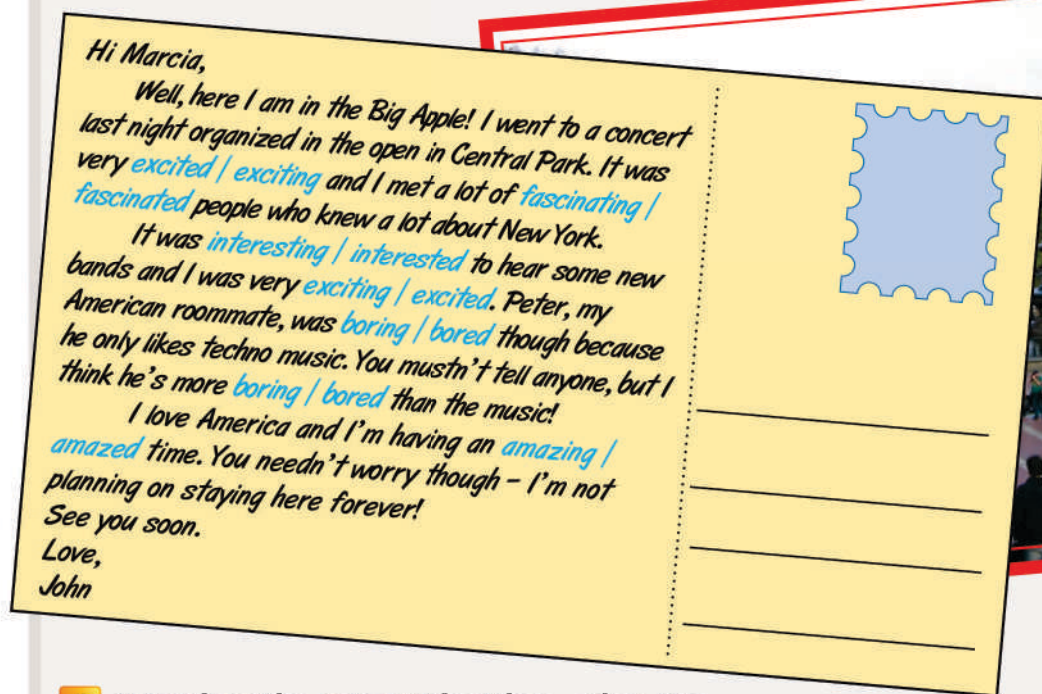 Hi Marcia,
Well, here I am in the Big Apple! I went to a concert
last night organized in the open in Central Park. It was
very excited / exciting and I met a lot of fascinating /
fascinated people who knew a lot about New York.
It was interesting / interested to hear some new
bands and I was very exciting / excited. Peter, my
American roommate, was boring / bored though because
he only likes techno music. You mustn't tell anyone, but I
think he's more boring / bored than the music!
I love America and I'm having an amazing /
amazed time. You needn't worry though – I'm not
planning on staying here forever!
See you soon.
Love,
John